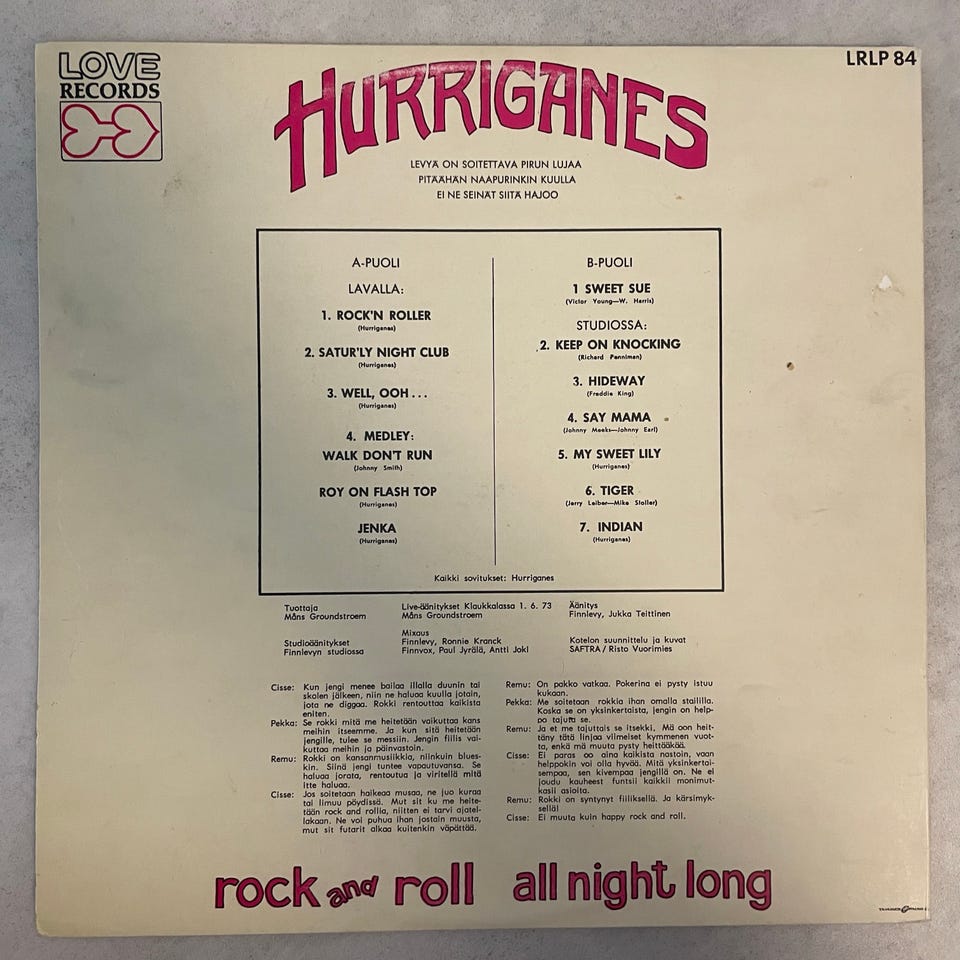 LOVE
RECORDS
LRLP 84
HURRIGANES
LEVYÄ ON SOITETTAVA PIRUN LUJAA
PITÄÄHÄN NAAPURINKIN KUULLA
EI NE SEINÄT SIITÄ HAJOO
A-PUOLI
LAVALLA:
1. ROCK'N ROLLER
(Hurriganes)
2. SATUR'LY NIGHT CLUB
(Hurriganes)
3. WELL, OOH...
(Hurriganes)
4. MEDLEY:
WALK DON'T RUN
(Johnny Smith)
ROY ON FLASH TOP
(Hurriganes)
JENKA
(Hurriganes)
B-PUOLI
1 SWEET SUE
(Victor Young—W. Harris)
STUDIOSSA:
2. KEEP ON KNOCKING
(Richard Penniman)
3. HIDEWAY
(Freddie King)
4. SAY MAMA
(Johnny Meeks—Johnny Earl)
5. MY SWEET LILY
(Hurriganes)
6. TIGER
(Jerry Leiber—Mike Stoller)
7. INDIAN
(Hurriganes)
Kaikki sovitukset: Hurriganes
Tuottaja
Måns Groundstroem
Studioäänitykset
Finnlevyn studiossa
Live-äänitykset Klaukkalassa 1. 6. 73
Måns Groundstroem
Mixaus
Finnlevy, Ronnie Kranck
Finnvox, Paul Jyrälä, Antti Joki
Äänitys
Finnlevy, Jukka Teittinen
Kotelon suunnittelu ja kuvat
SAFTRA / Risto Vuorimies
Cisse: Kun jengi menee bailaa illalla duunin tai
skolen jälkeen, niin ne haluaa kuulla jotain,
jota ne diggaa. Rokki rentouttaa kaikista
eniten.
Pekka: Se rokki mitä me heitetään vaikuttaa kans
meihin itseemme. Ja kun sitä heitetään
jengille, tulee se messiin. Jengin fiilis vai-
kuttaa meihin ja päinvastoin.
Remu: Rokki on kansanmusiikkia, niinkuin blues-
kin. Siinä jengi tuntee vapautuvansa. Se
haluaa jorata, rentoutua ja viritellä mitä
itte haluaa.
Cisse: Jos soitetaan haikeaa musaa, ne juo kuraa
tai limuu pöydissä. Mut sit ku me heite-
tään rock and rollia, niitten ei tarvi ajatel-
lakaan. Ne voi puhua ihan jostain muusta,
mut sit futarit alkaa kuitenkin väpättää.
Remu: On pakko vatkaa. Pokerina ei pysty istuu
kukaan.
Pekka: Me soitetaan rokkia ihan omalla staililla.
Koska se on yksinkertaista, jengin on help-
po tajuta se.
Remu: Ja et me tajuttais se itsekki. Mä oon heit-
täny tätä linjaa viimeiset kymmenen vuot-
ta, enkä mä muuta pysty heittääkää.
Cisse: Ei paras oo aina kaikista nastoin, vaan
helppokin voi olla hyvää. Mitä yksinkertai-
sempaa, sen kivempaa jengillä on. Ne ei
joudu kauheest funtsii kaikkii monimut-
kasii asioita.
Remu: Rokki on syntynyt fiiliksellä. Ja kärsimyk-
sellä!
Cisse: Ei muuta kuin happy rock and roll.
rock and roll all night long